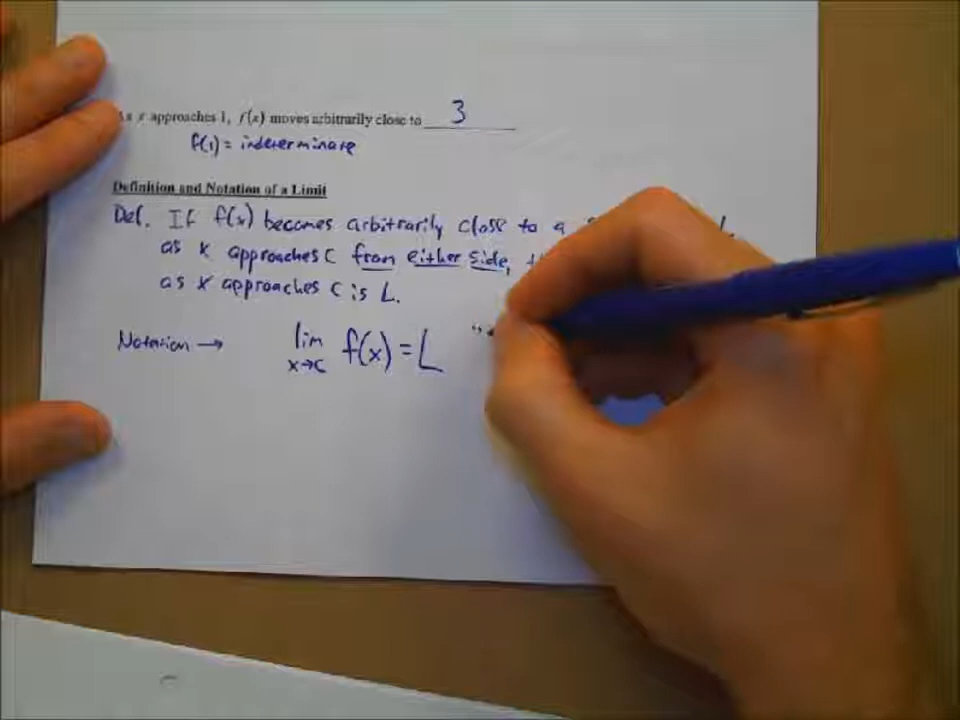 As x approaches 1, f(x) moves arbitrarily close to 3
f(1) = indeterminate
Definition and Notation of a Limit
Def. If f(x) becomes arbitrarily close to a
as x approaches c from either side,
as x approaches c is L.
Notation → lim f(x) = L
x→c